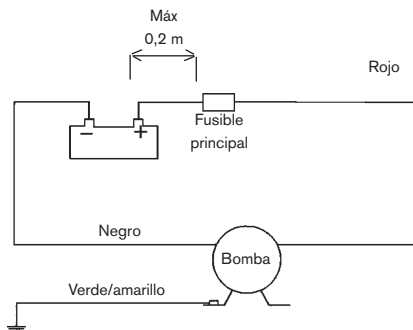 Máx
0,2 m
Rojo
Fusible
principal
− +
Negro
Bomba
Verde/amarillo